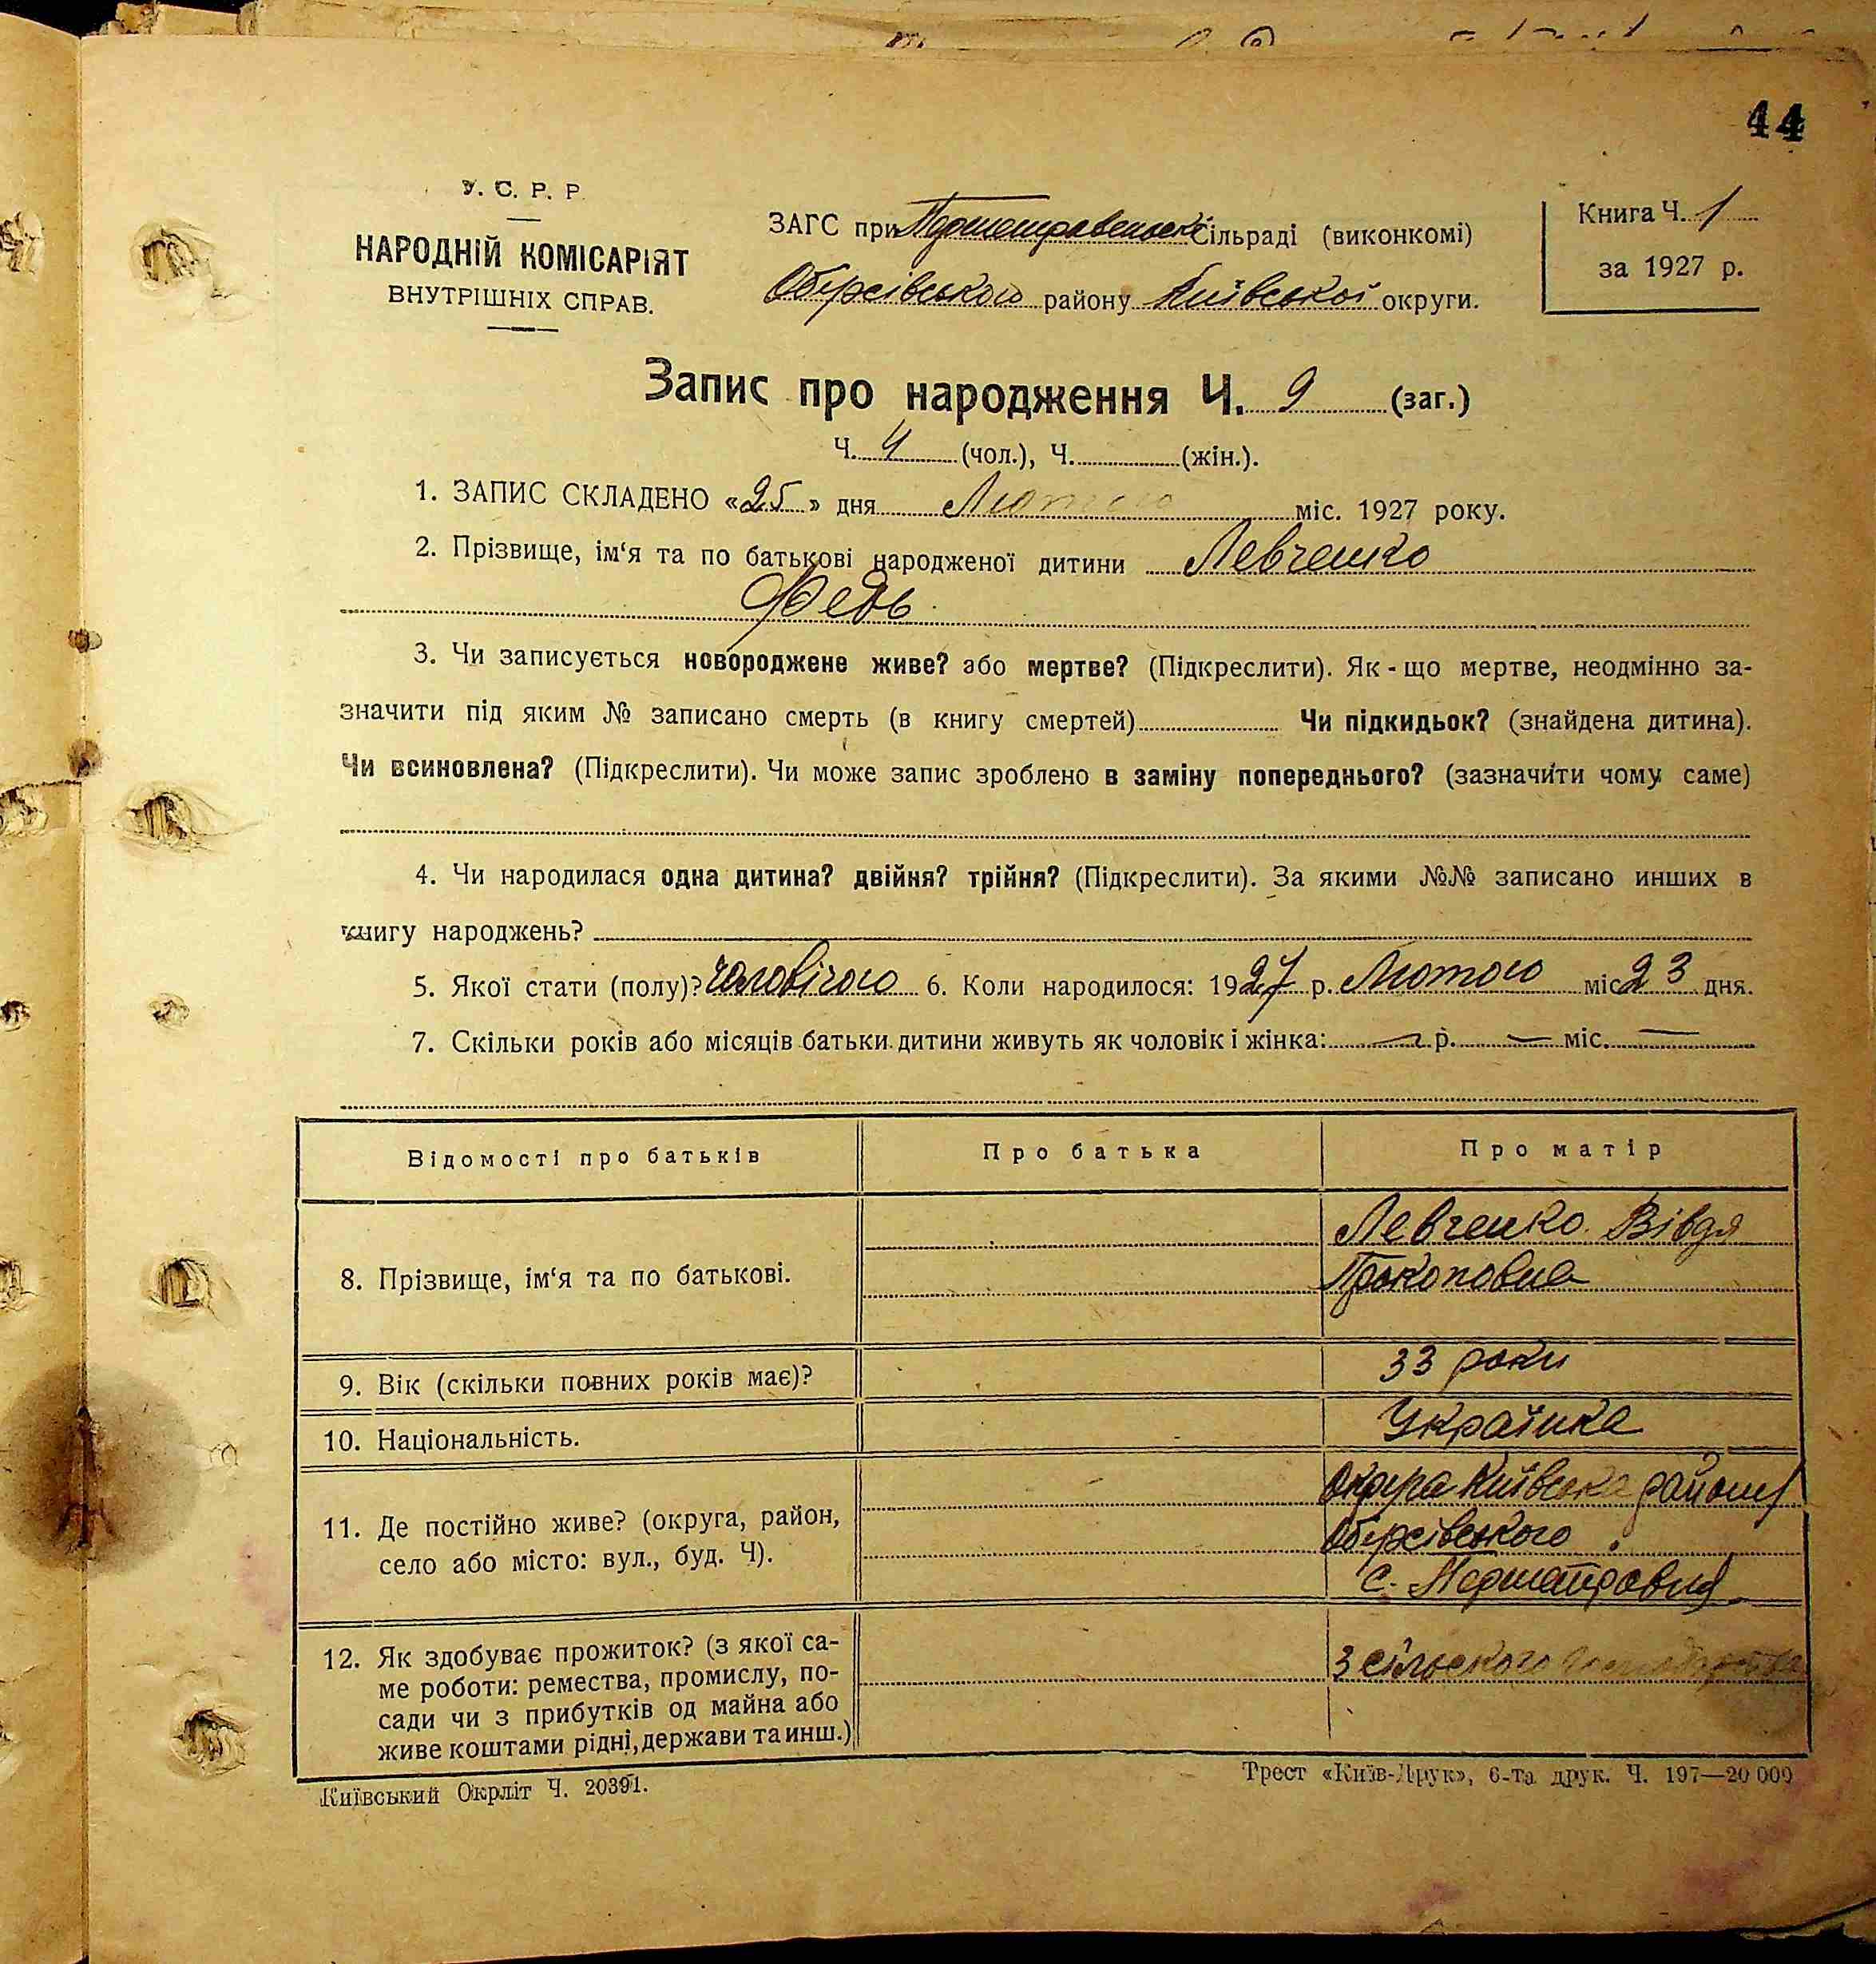 44
У. С. Р. Р.
НАРОДНІЙ КОМІСАРІЯТ
ВНУТРІШНІХ СПРАВ.
ЗАГС при Першетравенській Сільраді (виконкомі)
району Київської округи.
Книга Ч. 1
за 1927 р.
Запис про народження Ч. 9 (заг.)
Ч. 4 (чол.), Ч. (жін.).
1. ЗАПИС СКЛАДЕНО «25» дня Лютого міс. 1927 року.
2. Прізвище, ім‘я та по батькові народженої дитини Левченко
Федь
3. Чи записується новороджене живе? або мертве? (Підкреслити). Як-що мертве, неодмінно за-
значити під яким № записано смерть (в книгу смертей) Чи підкидьок? (знайдена дитина).
Чи всиновлена? (Підкреслити). Чи може запис зроблено в заміну попереднього? (зазначити чому саме)
4. Чи народилася одна дитина? двійня? трійня? (Підкреслити). За якими №№ записано инших в
книгу народжень?
5. Якої стати (полу)? чоловічого 6. Коли народилося: 1927 р. Лютого міс 23 дня.
7. Скільки років або місяців батьки дитини живуть як чоловік і жінка: — р. — міс. —
Відомості про батьків Про батька Про матір
8. Прізвище, ім‘я та по батькові. Левченко Вівдя
Прокоповна
9. Вік (скільки повних років має)? 33 роки
10. Національність. Українка
11. Де постійно живе? (округа, район,
село або місто: вул., буд. Ч).
Київська району
с.
12. Як здобуває прожиток? (з якої са-
ме роботи: ремества, промислу, по-
сади чи з прибутків од майна або
живе коштами рідні, держави та инш.)
З сільського господарства
Київський Окрліт Ч. 20391.
Трест «Київ-Друк», 6-та друк. Ч. 197—20 000